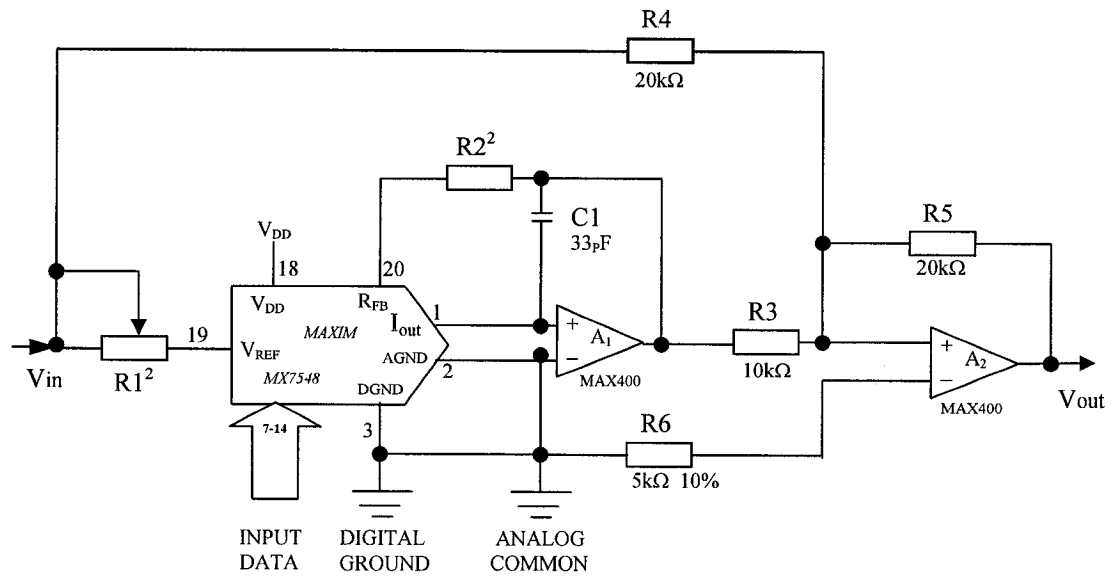 R4
20kΩ
R2²
C1
33pF
R5
20kΩ
VDD
18
20
VDD
RFB
MAXIM
Iout
1
+
A1
−
MAX400
R3
10kΩ
19
VREF
AGND
2
MX7548
DGND
Vin
R1²
+
A2
−
MAX400
Vout
7-14
3
R6
5kΩ 10%
INPUT
DATA
DIGITAL
GROUND
ANALOG
COMMON